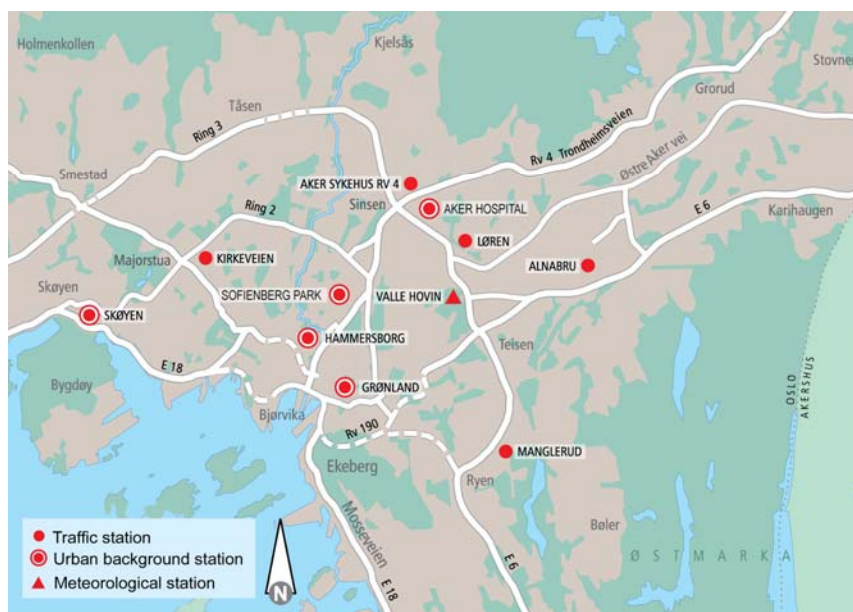 Holmenkollen
Kjelsås
Stovner
Tåsen
Grorud
Ring 3
Rv 4 Trondheimsveien
Østre Aker vei
Smestad
AKER SYKEHUS RV 4
Sinsen
AKER HOSPITAL
E 6
Karihaugen
Ring 2
LØREN
Majorstua
KIRKEVEIEN
ALNABRU
Skøyen
SOFIENBERG PARK
VALLE HOVIN
SKØYEN
HAMMERSBORG
Teisen
E 18
Bygdøy
GRØNLAND
OSLO
AKERSHUS
Bjørvika
Rv 190
MANGLERUD
Ekeberg
Ryen
Mosseveien
Bøler
ØSTMARKA
E 18
E 6
Traffic station
Urban background station
Meteorological station
N